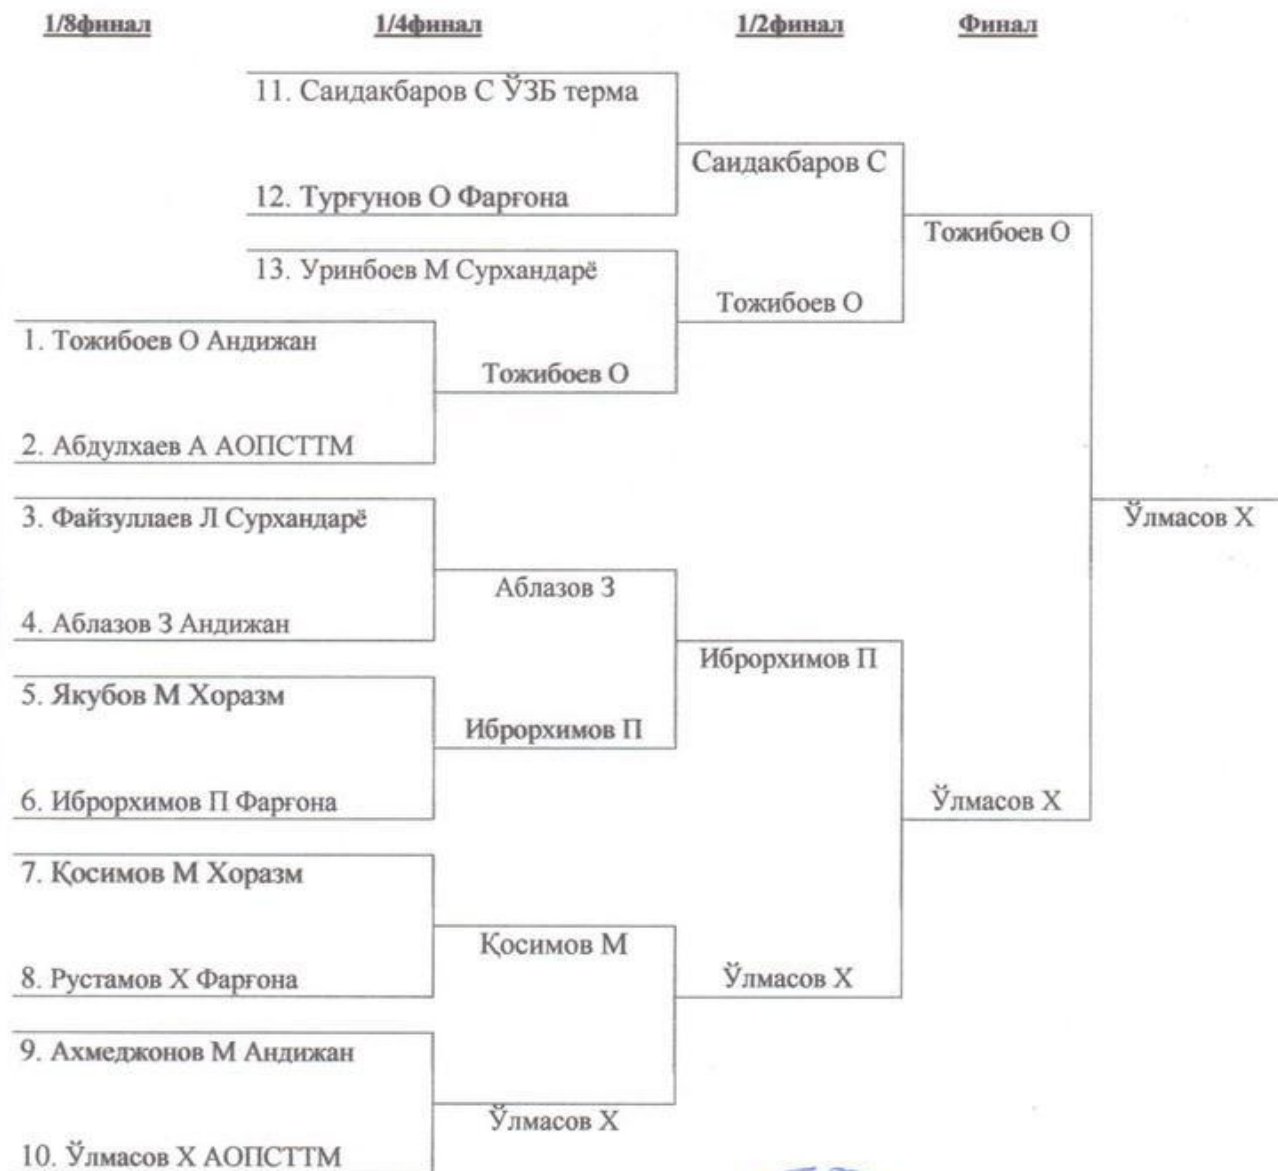 1/8финал 1/4финал 1/2финал Финал
11. Саидакбаров С ЎЗБ терма
Саидакбаров С
12. Турғунов О Фарғона
Тожибоев О
13. Уринбоев М Сурхандарё
Тожибоев О
1. Тожибоев О Андижан
Тожибоев О
2. Абдулхаев А АОПСТТМ
3. Файзуллаев Л Сурхандарё
Ўлмасов Х
Аблазов З
4. Аблазов З Андижан
Иброрхимов П
5. Якубов М Хоразм
Иброрхимов П
6. Иброрхимов П Фарғона
Ўлмасов Х
7. Қосимов М Хоразм
Қосимов М
8. Рустамов Х Фарғона
Ўлмасов Х
9. Ахмеджонов М Андижан
Ўлмасов Х
10. Ўлмасов Х АОПСТТМ